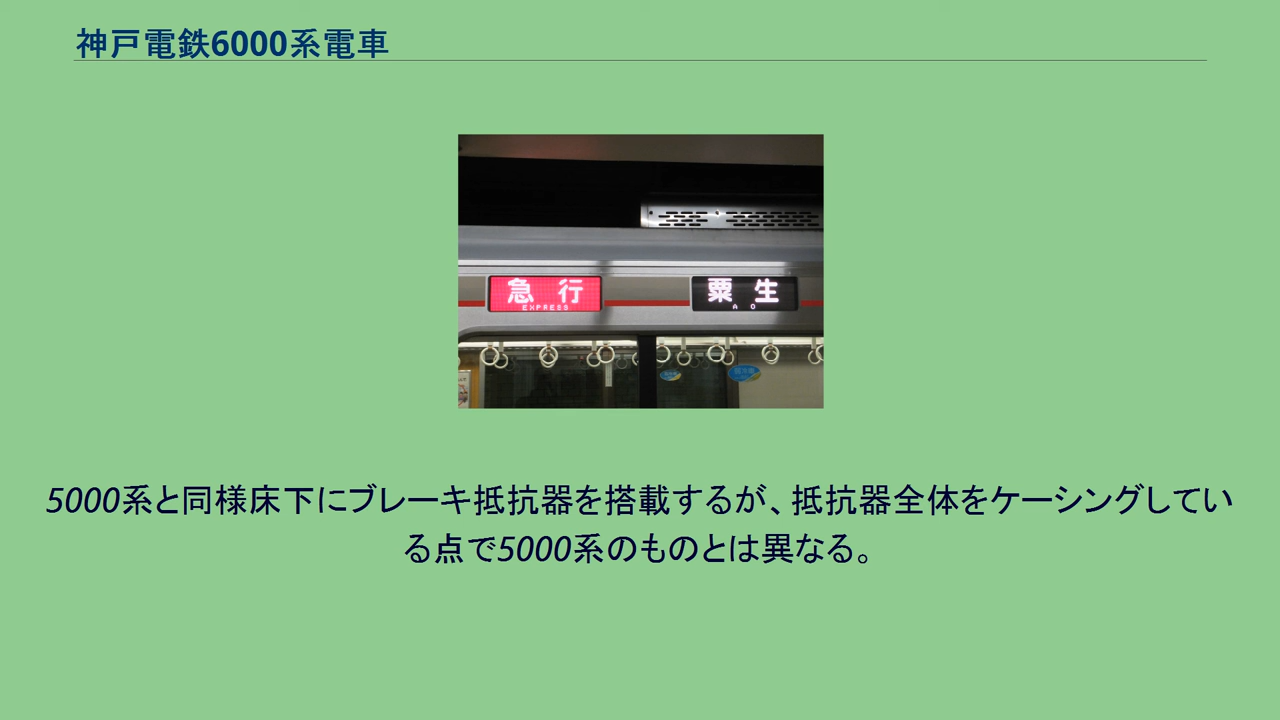 神戸電鉄6000系電車
急 行 粟 生
EXPRESS AO
5000系と同様床下にブレーキ抵抗器を搭載するが、抵抗器全体をケーシングしてい
る点で5000系のものとは異なる。